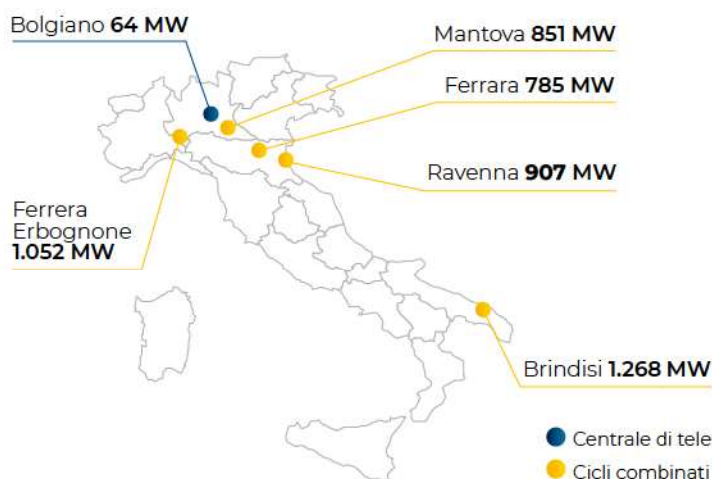 Bolgiano 64 MW
Mantova 851 MW
Ferrara 785 MW
Ravenna 907 MW
Ferrera
Erbognone
1.052 MW
Brindisi 1.268 MW
Centrale di tele
Cicli combinati